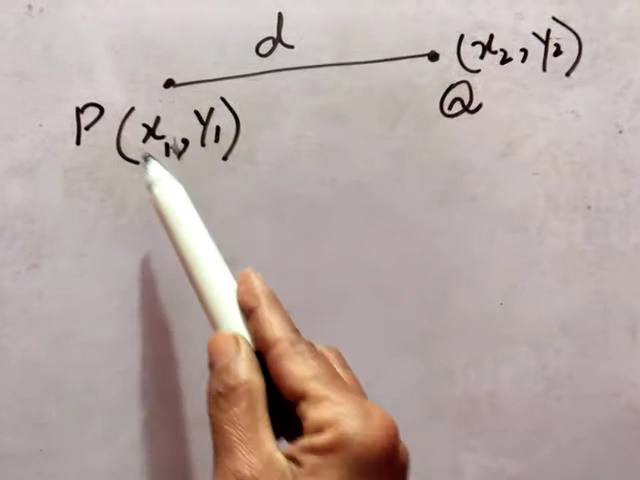 d
(x₂, y₂)
Q
P (x₁, y₁)